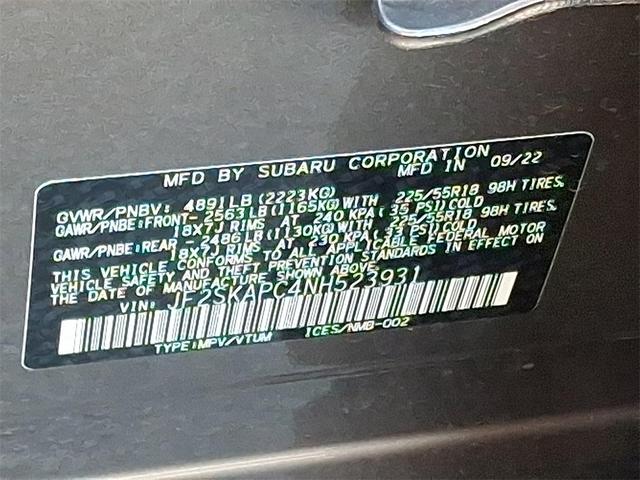 MFD BY SUBARU CORPORATION
MFD IN 09/22
GVWR/PNBV: 4891LB (2223KG)
GAWR/PNBE:FRONT- 2563LB (1165KG)WITH 225/55R18 98H TIRES,
18X7J RIMS AT 240 KPA (35 PSI)COLD
GAWR/PNBE:REAR -2486LB (1130KG)WITH 225/55R18 98H TIRES,
18X7J RIMS AT 230 KPA (33 PSI)COLD
THIS VEHICLE CONFORMS TO ALL APPLICABLE FEDERAL MOTOR
VEHICLE SAFETY AND BUMPER STANDARDS IN EFFECT ON
THE DATE OF MANUFACTURE SHOWN ABOVE.
VIN: JF2SKAPC4NH523931
TYPE:MPV/VTUM ICES/NMB-002